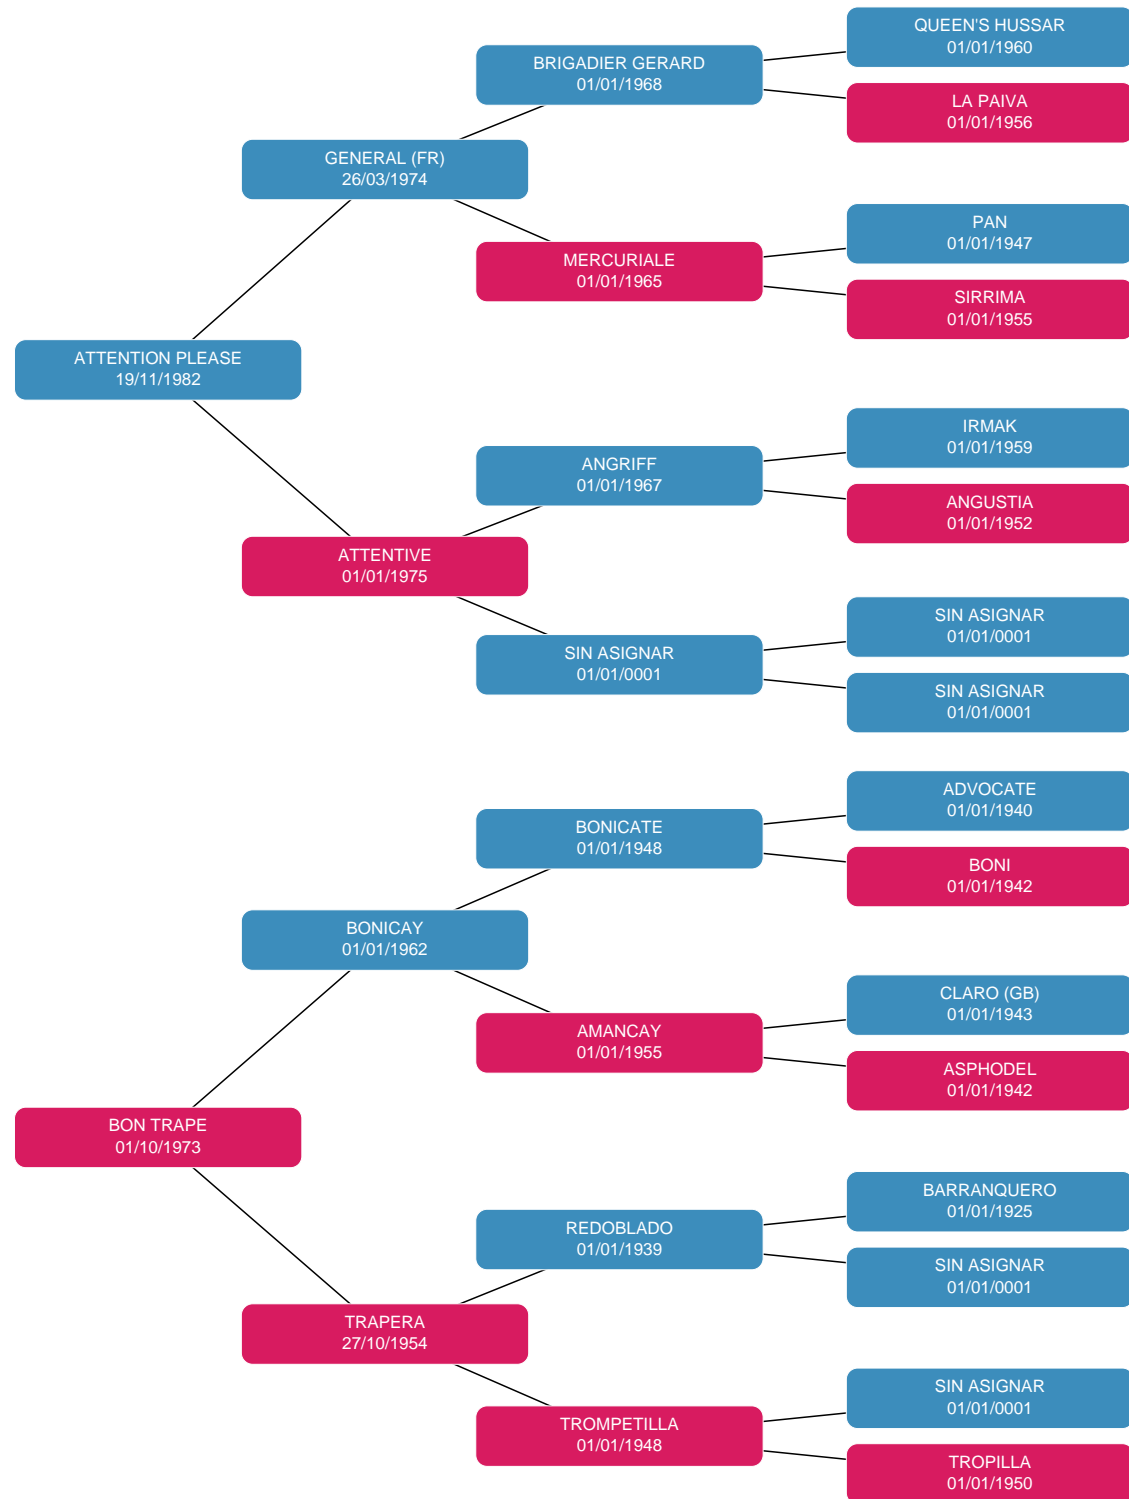 QUEEN'S HUSSAR
01/01/1960
BRIGADIER GERARD
01/01/1968
LA PAIVA
01/01/1956
GENERAL (FR)
26/03/1974
PAN
01/01/1947
MERCURIALE
01/01/1965
SIRRIMA
01/01/1955
ATTENTION PLEASE
19/11/1982
IRMAK
01/01/1959
ANGRIFF
01/01/1967
ANGUSTIA
01/01/1952
ATTENTIVE
01/01/1975
SIN ASIGNAR
01/01/0001
SIN ASIGNAR
01/01/0001
SIN ASIGNAR
01/01/0001
ADVOCATE
01/01/1940
BONICATE
01/01/1948
BONI
01/01/1942
BONICAY
01/01/1962
CLARO (GB)
01/01/1943
AMANCAY
01/01/1955
ASPHODEL
01/01/1942
BON TRAPE
01/10/1973
BARRANQUERO
01/01/1925
REDOBLADO
01/01/1939
SIN ASIGNAR
01/01/0001
TRAPERA
27/10/1954
SIN ASIGNAR
01/01/0001
TROMPETILLA
01/01/1948
TROPILLA
01/01/1950